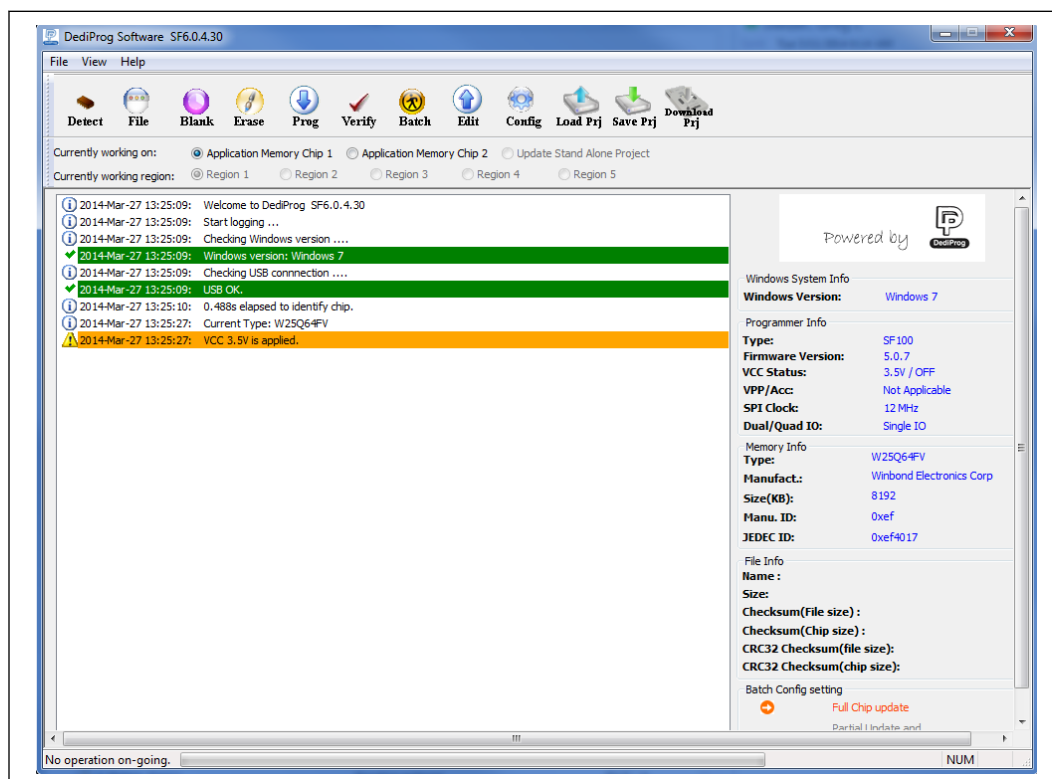 DediProg Software SF6.0.4.30
File View Help
Detect File Blank Erase Prog Verify Batch Edit Config Load Prj Save Prj Download Prj
Currently working on: Application Memory Chip 1 Application Memory Chip 2 Update Stand Alone Project
Currently working region: Region 1 Region 2 Region 3 Region 4 Region 5
2014-Mar-27 13:25:09: Welcome to DediProg SF6.0.4.30
2014-Mar-27 13:25:09: Start logging ...
2014-Mar-27 13:25:09: Checking Windows version ....
2014-Mar-27 13:25:09: Windows version: Windows 7
2014-Mar-27 13:25:09: Checking USB connnection ....
2014-Mar-27 13:25:09: USB OK.
2014-Mar-27 13:25:10: 0.488s elapsed to identify chip.
2014-Mar-27 13:25:27: Current Type: W25Q64FV
2014-Mar-27 13:25:27: VCC 3.5V is applied.
Powered by DediProg
Windows System Info
Windows Version: Windows 7
Programmer Info
Type: SF100
Firmware Version: 5.0.7
VCC Status: 3.5V / OFF
VPP/Acc: Not Applicable
SPI Clock: 12 MHz
Dual/Quad IO: Single IO
Memory Info
Type: W25Q64FV
Manufact.: Winbond Electronics Corp
Size(KB): 8192
Manu. ID: 0xef
JEDEC ID: 0xef4017
File Info
Name :
Size:
Checksum(File size) :
Checksum(Chip size) :
CRC32 Checksum(file size):
CRC32 Checksum(chip size):
Batch Config setting
Full Chip update
Partial Update and
No operation on-going. NUM